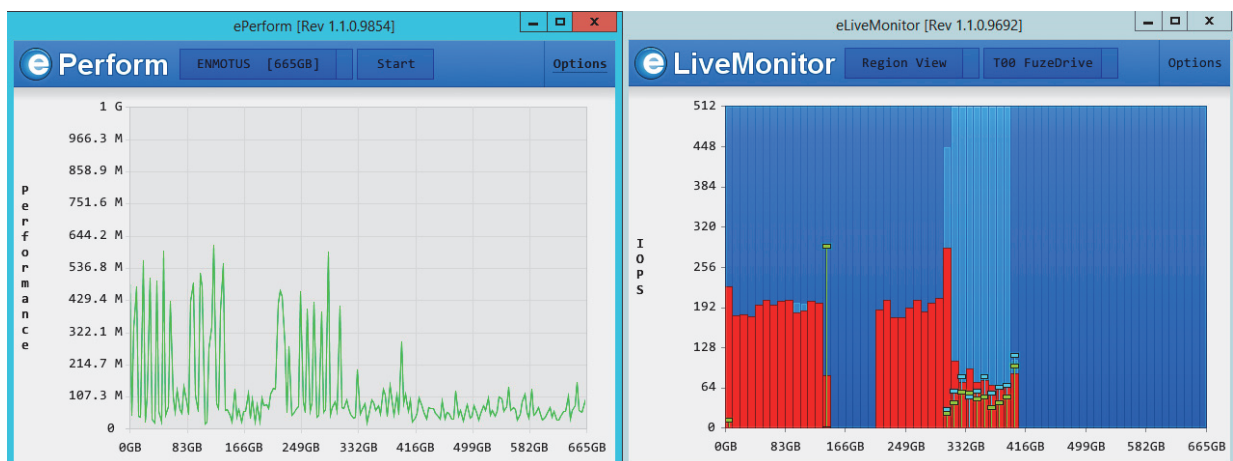 ePerform [Rev 1.1.0.9854]
e Perform
ENMOTUS [665GB]
Start
Options
1 G
966.3 M
858.9 M
751.6 M
644.2 M
536.8 M
429.4 M
322.1 M
214.7 M
107.3 M
0
Performance
0GB 83GB 166GB 249GB 332GB 416GB 499GB 582GB 665GB
eLiveMonitor [Rev 1.1.0.9692]
e LiveMonitor
Region View
T00 FuzeDrive
Options
512
448
384
320
256
192
128
64
0
IOPS
0GB 83GB 166GB 249GB 332GB 416GB 499GB 582GB 665GB